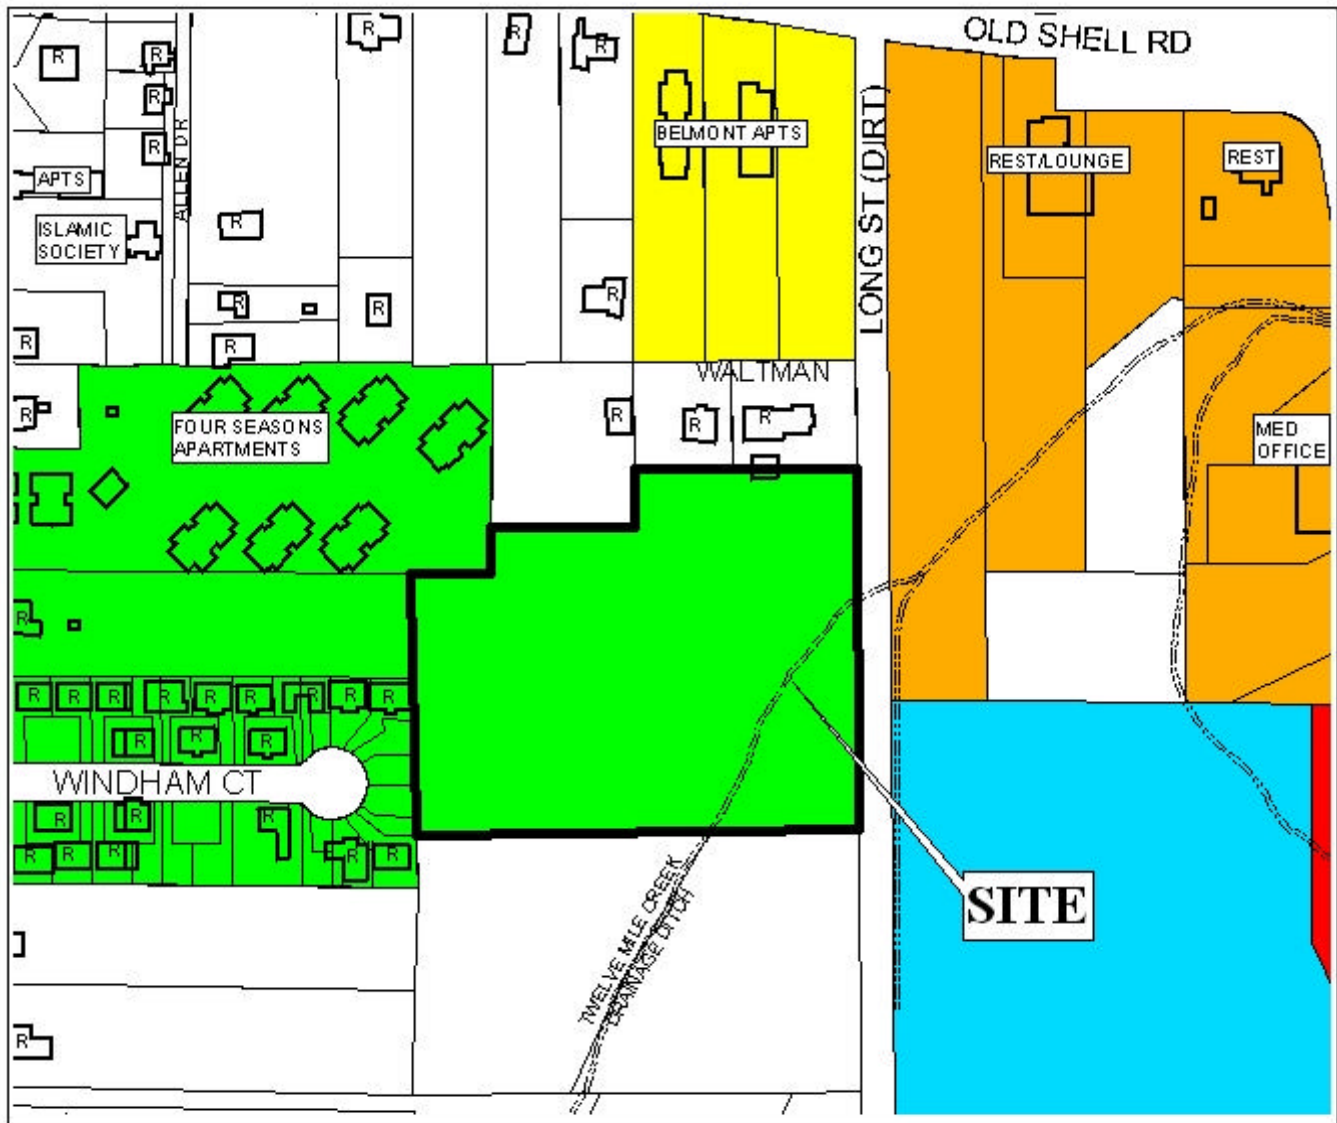 OLD SHELL RD
R
R
R
R
R
R
R
BELMONT APTS
LONG ST (DIRT)
REST/LOUNGE
REST
ALLEN DR
APTS
ISLAMIC
SOCIETY
R
R
R
R
R
R
WALTMAN
R
R
R
R
FOUR SEASONS
APARTMENTS
MED
OFFICE
R
R
R
R
R
R
R
R
R
R
R
R
R
WINDHAM CT
R
R
R
R
R
R
R
R
SITE
TWELVE MILE CREEK
DRAINAGE DITCH
R